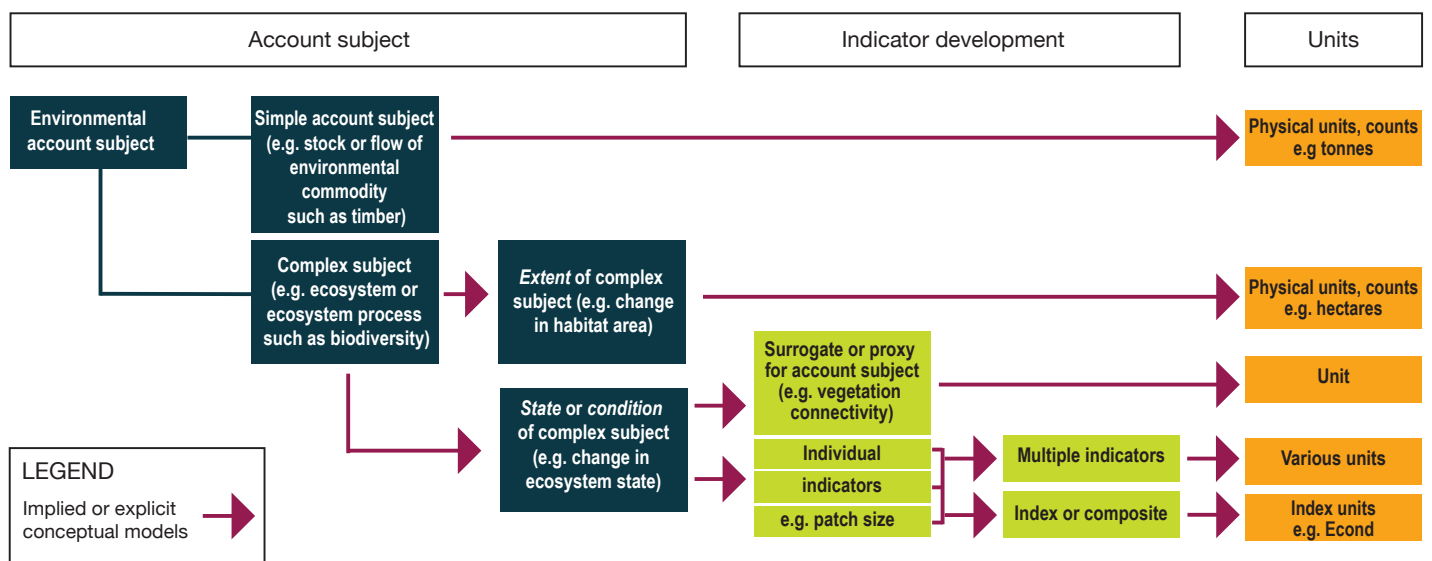 Account subject
Indicator development
Units
Environmental
account subject
Simple account subject
(e.g. stock or flow of
environmental
commodity
such as timber)
Physical units, counts
e.g tonnes
Complex subject
(e.g. ecosystem or
ecosystem process
such as biodiversity)
Extent of complex
subject (e.g. change
in habitat area)
Physical units, counts
e.g. hectares
State or condition
of complex subject
(e.g. change in
ecosystem state)
Surrogate or proxy
for account subject
(e.g. vegetation
connectivity)
Unit
Individual
indicators
e.g. patch size
Multiple indicators
Various units
Index or composite
Index units
e.g. Econd
LEGEND
Implied or explicit
conceptual models